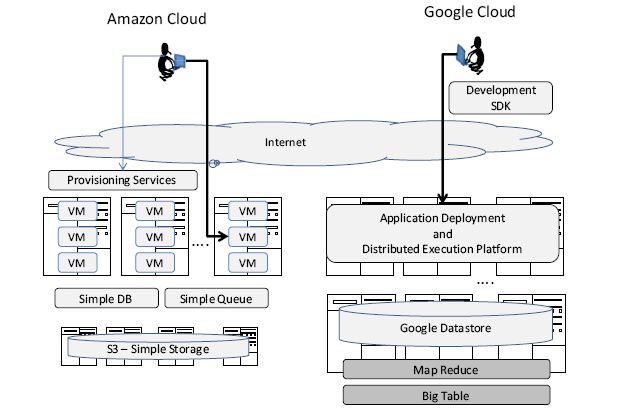 Amazon Cloud
Google Cloud
Development
SDK
Internet
Provisioning Services
VM VM VM
VM VM .... VM
VM VM VM
Application Deployment
and
Distributed Execution Platform
....
Simple DB
Simple Queue
Google Datastore
S3 – Simple Storage
Map Reduce
Big Table